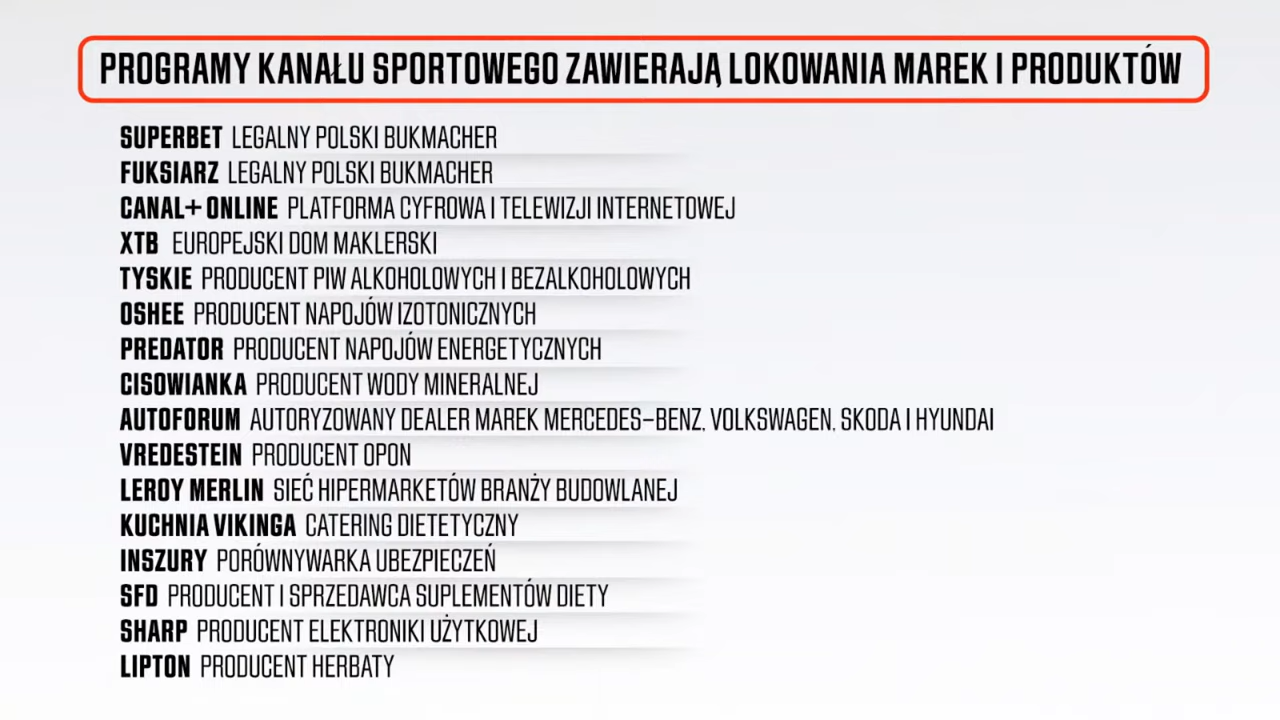 PROGRAMY KANAŁU SPORTOWEGO ZAWIERAJĄ LOKOWANIA MAREK I PRODUKTÓW
SUPERBET LEGALNY POLSKI BUKMACHER
FUKSIARZ LEGALNY POLSKI BUKMACHER
CANAL+ ONLINE PLATFORMA CYFROWA I TELEWIZJI INTERNETOWEJ
XTB EUROPEJSKI DOM MAKLERSKI
TYSKIE PRODUCENT PIW ALKOHOLOWYCH I BEZALKOHOLOWYCH
OSHEE PRODUCENT NAPOJÓW IZOTONICZNYCH
PREDATOR PRODUCENT NAPOJÓW ENERGETYCZNYCH
CISOWIANKA PRODUCENT WODY MINERALNEJ
AUTOFORUM AUTORYZOWANY DEALER MAREK MERCEDES-BENZ, VOLKSWAGEN, SKODA I HYUNDAI
VREDESTEIN PRODUCENT OPON
LEROY MERLIN SIEĆ HIPERMARKETÓW BRANŻY BUDOWLANEJ
KUCHNIA VIKINGA CATERING DIETETYCZNY
INSZURY PORÓWNYWARKA UBEZPIECZEŃ
SFD PRODUCENT I SPRZEDAWCA SUPLEMENTÓW DIETY
SHARP PRODUCENT ELEKTRONIKI UŻYTKOWEJ
LIPTON PRODUCENT HERBATY